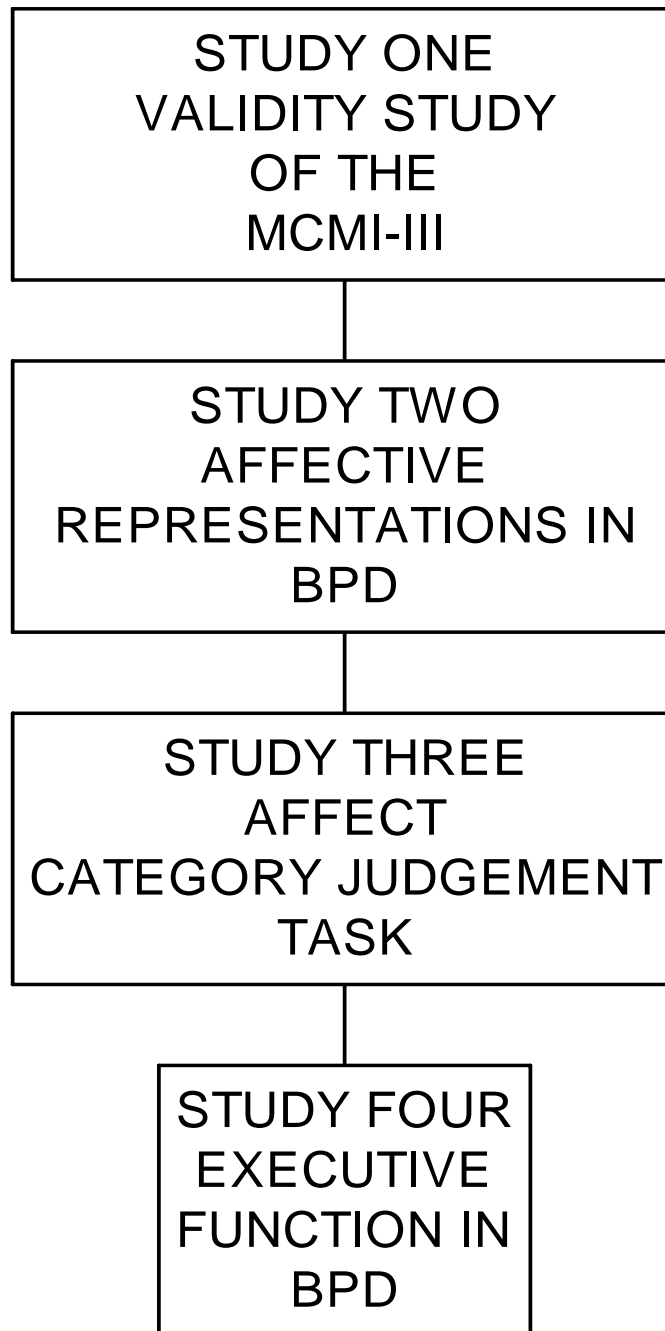 STUDY ONE
VALIDITY STUDY
OF THE
MCMI-III
STUDY TWO
AFFECTIVE
REPRESENTATIONS IN
BPD
STUDY THREE
AFFECT
CATEGORY JUDGEMENT
TASK
STUDY FOUR
EXECUTIVE
FUNCTION IN
BPD